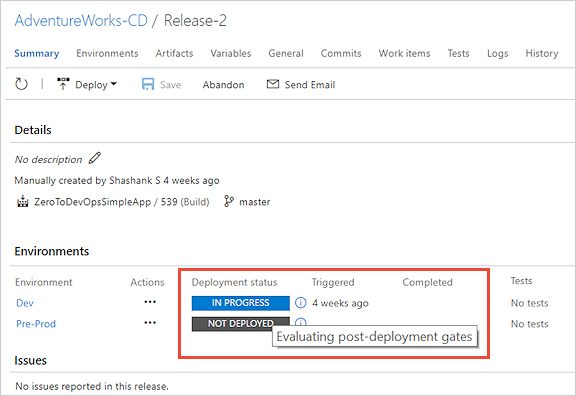 AdventureWorks-CD / Release-2
Summary Environments Artifacts Variables General Commits Work items Tests Logs History
Deploy Save Abandon Send Email
Details
No description
Manually created by Shashank S 4 weeks ago
ZeroToDevOpsSimpleApp / 539 (Build) master
Environments
Environment Actions Deployment status Triggered Completed Tests
Dev ••• IN PROGRESS 4 weeks ago No tests
Pre-Prod ••• NOT DEPLOYED No tests
Evaluating post-deployment gates
Issues
No issues reported in this release.